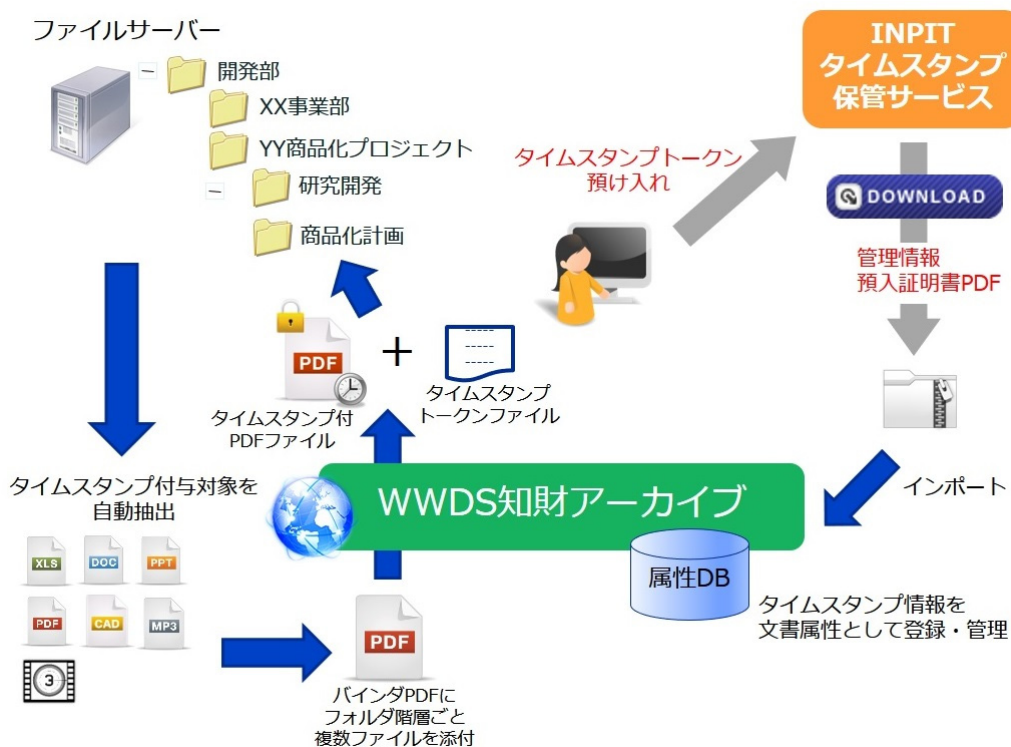 ファイルサーバー
開発部
XX事業部
YY商品化プロジェクト
研究開発
商品化計画
INPIT
タイムスタンプ
保管サービス
タイムスタンプトークン
預け入れ
DOWNLOAD
管理情報
預入証明書PDF
PDF
+
タイムスタンプ付
PDFファイル
タイムスタンプ
トークンファイル
タイムスタンプ付与対象を
自動抽出
XLS
DOC
PPT
PDF
CAD
MP3
3
WWDS知財アーカイブ
属性DB
インポート
タイムスタンプ情報を
文書属性として登録・管理
PDF
バインダPDFに
フォルダ階層ごと
複数ファイルを添付